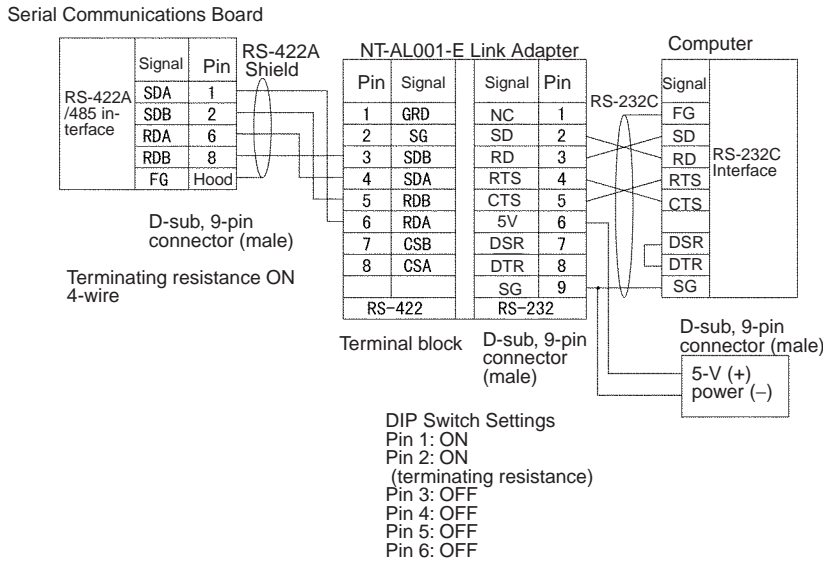 Serial Communications Board
RS-422A
/485 in-
terface
Signal Pin
SDA 1
SDB 2
RDA 6
RDB 8
FG Hood
RS-422A
Shield
D-sub, 9-pin
connector (male)
Terminating resistance ON
4-wire
NT-AL001-E Link Adapter
Pin Signal
1 GRD
2 SG
3 SDB
4 SDA
5 RDB
6 RDA
7 CSB
8 CSA
RS-422
Terminal block
Signal Pin
NC 1
SD 2
RD 3
RTS 4
CTS 5
5V 6
DSR 7
DTR 8
SG 9
RS-232
D-sub, 9-pin
connector
(male)
RS-232C
Computer
Signal
FG
SD
RD
RTS
CTS
DSR
DTR
SG
RS-232C
Interface
D-sub, 9-pin
connector (male)
5-V (+)
power (−)
DIP Switch Settings
Pin 1: ON
Pin 2: ON
(terminating resistance)
Pin 3: OFF
Pin 4: OFF
Pin 5: OFF
Pin 6: OFF